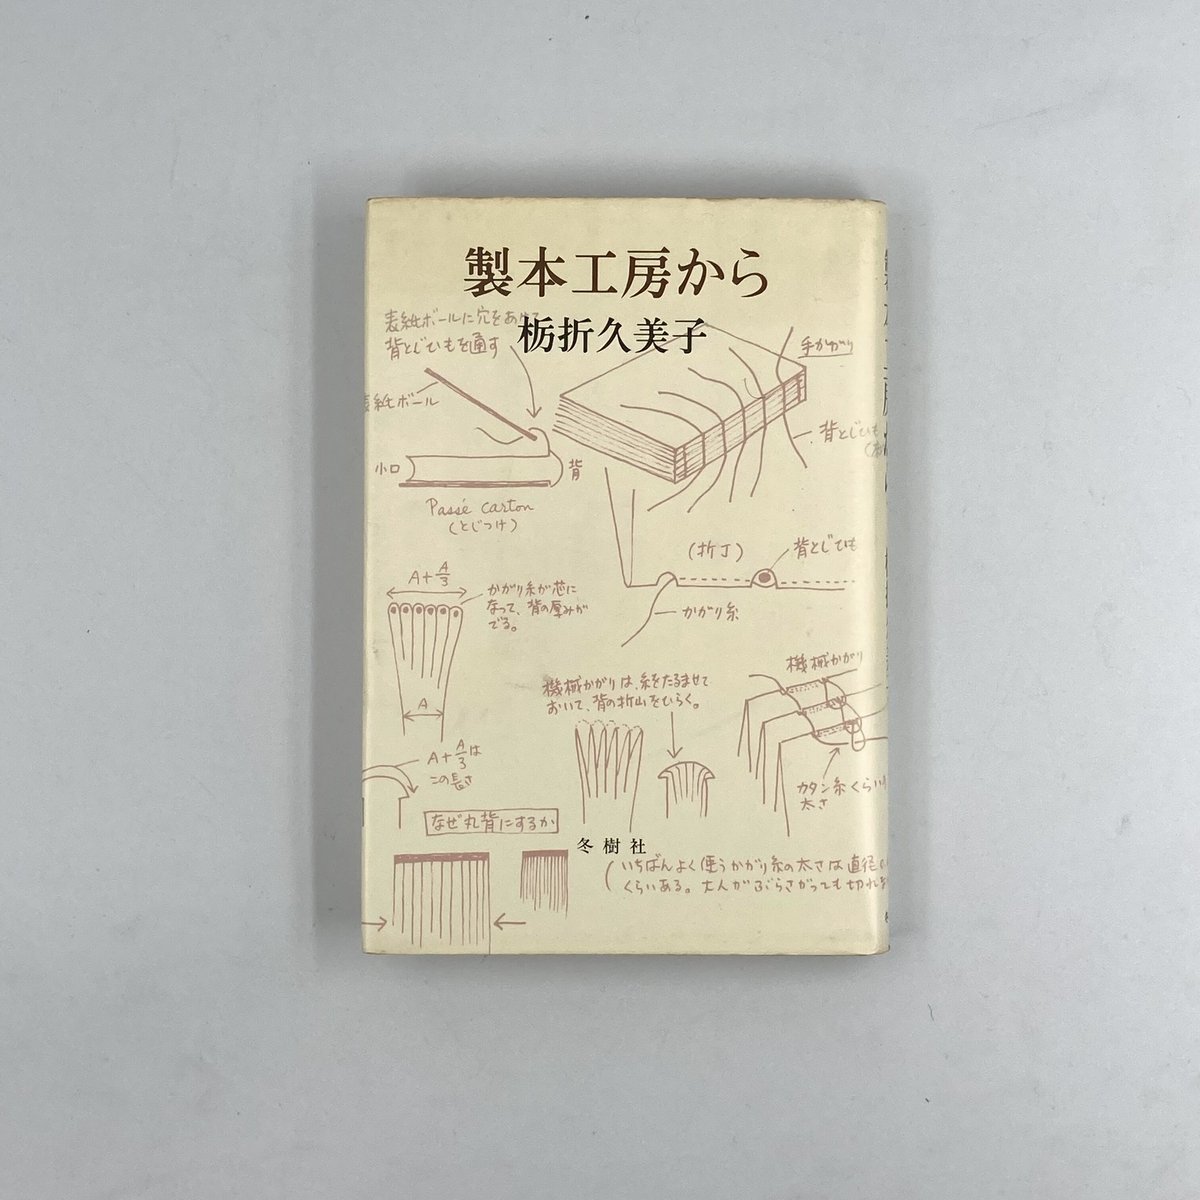 製本工房から
栃折久美子
表紙ボールに穴をあけて
背とじひもを通す
手かがり
表紙ボール
背とじひも
小口
背
Passé carton
(とじつけ)
(折丁)
背とじひも
かがり糸
A+A/3
かがり糸が芯に
なって、背の厚みが
でる。
A
機械かがり
機械かがりは、糸をたるませて
おいて、背の折山をひらく。
A+A/3は
この長さ
カタン糸くらいの
太さ
なぜ丸背にするか
冬樹社
(いちばんよく使うかがり糸の太さは直径
くらいある。大人がぶらさがっても切れ